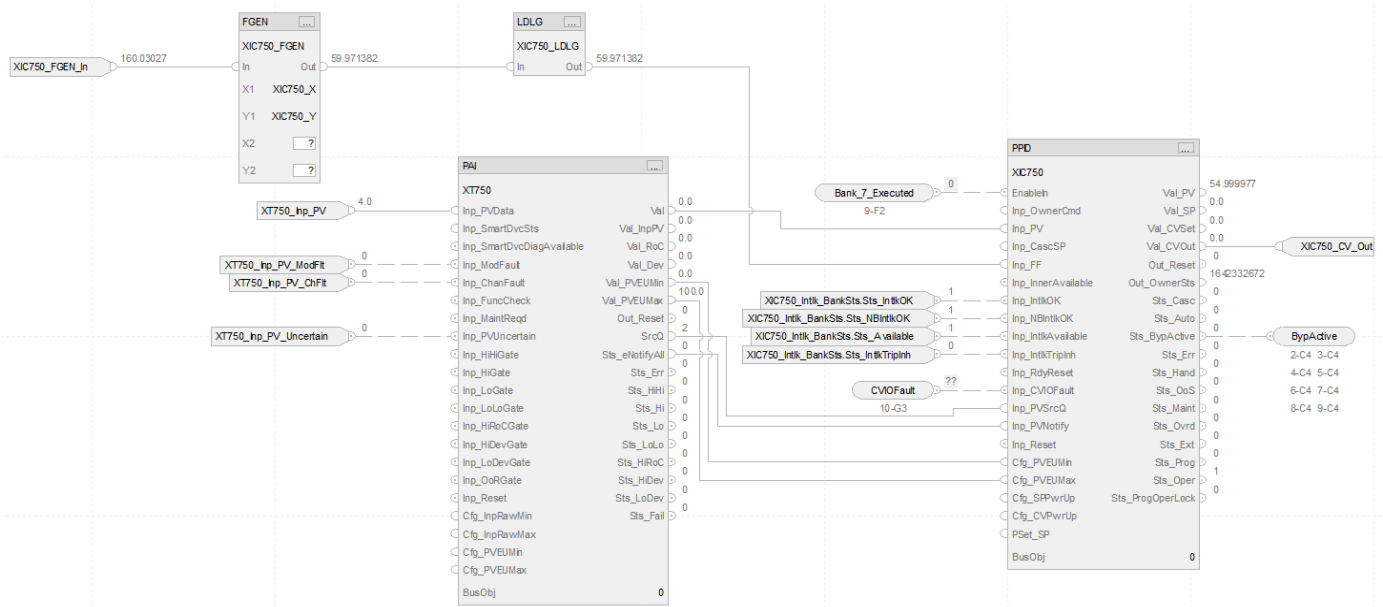 FGEN ...
XIC750_FGEN
XIC750_FGEN_In
160.03027
In Out
59.971382
X1 XIC750_X
Y1 XIC750_Y
X2 ?
Y2 ?
LDLG ...
XIC750_LDLG
In Out
59.971382
PAI ...
XT750
XT750_Inp_PV
4.0
XT750_Inp_PV_ModFlt
0
XT750_Inp_PV_ChFlt
0
XT750_Inp_PV_Uncertain
0
Inp_PVData Val 0.0
Inp_SmartDvcSts Val_InpPV 0.0
Inp_SmartDvcDiagAvailable Val_RoC 0.0
Inp_ModFault Val_Dev 0.0
Inp_ChanFault Val_PVEUMin 0.0
Inp_FuncCheck Val_PVEUMax 100.0
Inp_MaintReqd Out_Reset 0
Inp_PVUncertain SrcQ 2
Inp_HiHiGate Sts_eNotifyAll 0
Inp_HiGate Sts_Err 0
Inp_LoGate Sts_HiHi 0
Inp_LoLoGate Sts_Hi 0
Inp_HiRoCGate Sts_Lo 0
Inp_HiDevGate Sts_LoLo 0
Inp_LoDevGate Sts_HiRoC 0
Inp_OoRGate Sts_HiDev 0
Inp_Reset Sts_LoDev 0
Cfg_InpRawMin Sts_Fail 0
Cfg_InpRawMax
Cfg_PVEUMin
Cfg_PVEUMax
BusObj 0
PPID ...
XIC750
Bank_7_Executed
0
9-F2
XIC750_Intlk_BankSts.Sts_IntlkOK
1
XIC750_Intlk_BankSts.Sts_NBIntlkOK
1
XIC750_Intlk_BankSts.Sts_Available
1
XIC750_Intlk_BankSts.Sts_IntlkTripInh
0
CVIOFault
??
10-G3
EnableIn Val_PV 54.999977
Inp_OwnerCmd Val_SP 0.0
Inp_PV Val_CVSet 0.0
Inp_CascSP Val_CVOut 0.0
Inp_FF Out_Reset 0
Inp_InnerAvailable Out_OwnerSts 1642332672
Inp_IntlkOK Sts_Casc 0
Inp_NBIntlkOK Sts_Auto 0
Inp_IntlkAvailable Sts_BypActive 0
Inp_IntlkTripInh Sts_Err 0
Inp_RdyReset Sts_Hand 0
Inp_CVIOFault Sts_OoS 0
Inp_PVSrcQ Sts_Maint 0
Inp_PVNotify Sts_Ovrd 0
Inp_Reset Sts_Ext 0
Cfg_PVEUMin Sts_Prog 0
Cfg_PVEUMax Sts_Oper 1
Cfg_SPPwrUp Sts_ProgOperLock 0
Cfg_CVPwrUp
PSet_SP
BusObj 0
XIC750_CV_Out
BypActive
2-C4 3-C4
4-C4 5-C4
6-C4 7-C4
8-C4 9-C4